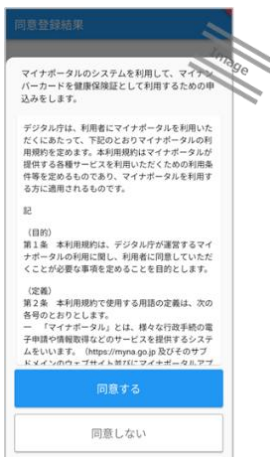 同意登録結果
Image
マイナポータルのシステムを利用して、マイナン
バーカードを健康保険証として利用するための申
込みをします。
デジタル庁は、利用者にマイナポータルを利用いた
だくにあたって、下記のとおりマイナポータルの利
用規約を定めます。本利用規約はマイナポータルが
提供する各種サービスを利用いただくための利用条
件等を定めるものであり、マイナポータルを利用す
る方に適用されるものです。
記
（目的）
第１条　本利用規約は、デジタル庁が運営するマイ
ナポータルの利用に関し、利用者に同意していただ
くことが必要な事項を定めることを目的とします。
（定義）
第２条　本利用規約で使用する用語の定義は、次の
各号のとおりとします。
一　「マイナポータル」とは、様々な行政手続の電
子申請や情報取得などのサービスを提供するシステ
ムをいいます。（https://myna.go.jp 及びそのサブ
ドメインのウェブサイト並びにマイナポータルアプ
同意する
同意しない